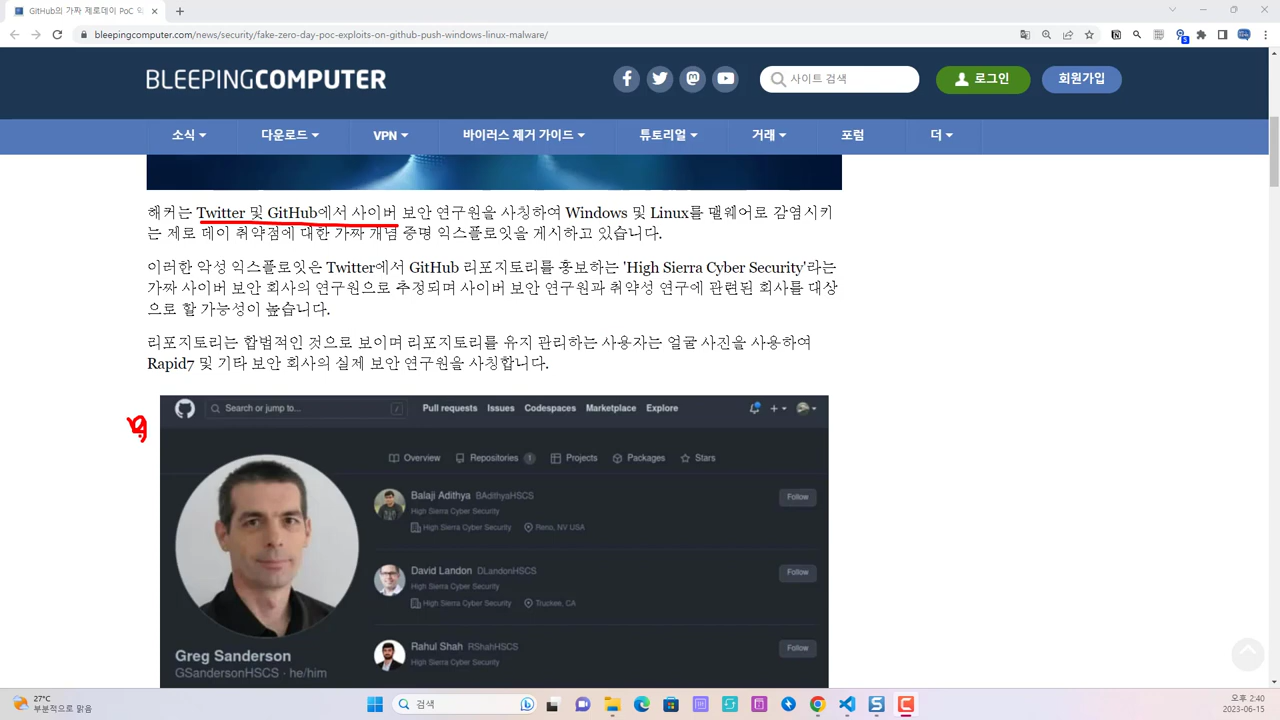 GitHub의 가짜 제로데이 PoC 익
bleepingcomputer.com/news/security/fake-zero-day-poc-exploits-on-github-push-windows-linux-malware/
BLEEPINGCOMPUTER
사이트 검색
로그인
회원가입
소식
다운로드
VPN
바이러스 제거 가이드
튜토리얼
거래
포럼
더
해커는 Twitter 및 GitHub에서 사이버 보안 연구원을 사칭하여 Windows 및 Linux를 맬웨어로 감염시키
는 제로 데이 취약점에 대한 가짜 개념 증명 익스플로잇을 게시하고 있습니다.
이러한 악성 익스플로잇은 Twitter에서 GitHub 리포지토리를 홍보하는 'High Sierra Cyber Security'라는
가짜 사이버 보안 회사의 연구원으로 추정되며 사이버 보안 연구원과 취약성 연구에 관련된 회사를 대상
으로 할 가능성이 높습니다.
리포지토리는 합법적인 것으로 보이며 리포지토리를 유지 관리하는 사용자는 얼굴 사진을 사용하여
Rapid7 및 기타 보안 회사의 실제 보안 연구원을 사칭합니다.
Search or jump to...
/
Pull requests
Issues
Codespaces
Marketplace
Explore
Overview
Repositories 1
Projects
Packages
Stars
Balaji Adithya BAdithyaHSCS
Follow
High Sierra Cyber Security
High Sierra Cyber Security Reno, NV USA
David Landon DLandonHSCS
Follow
High Sierra Cyber Security
High Sierra Cyber Security Truckee, CA
Rahul Shah RShahHSCS
Follow
High Sierra Cyber Security
Greg Sanderson
GSandersonHSCS · he/him
27°C
부분적으로 맑음
검색
오후 2:40
2023-06-15